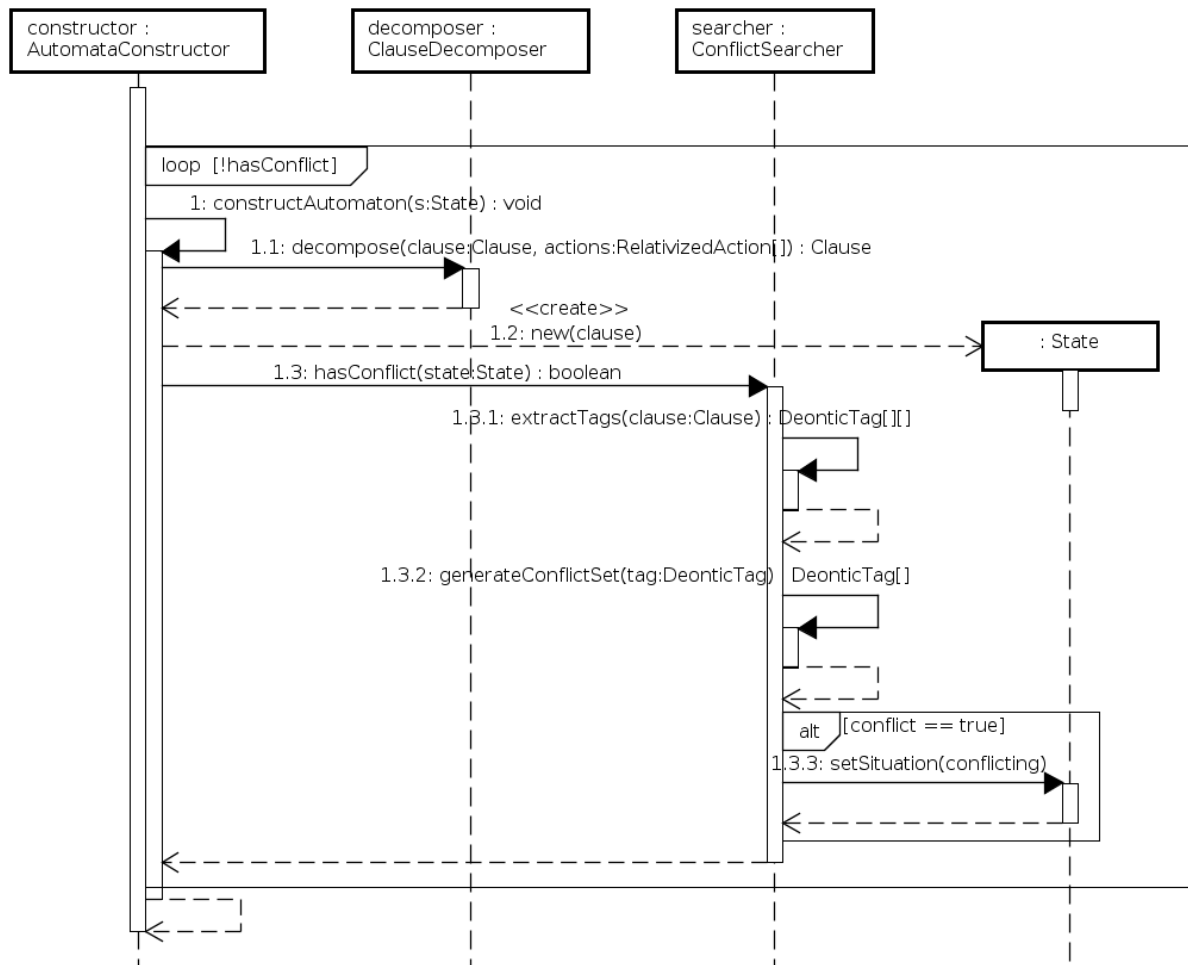 constructor :
AutomataConstructor
decomposer :
ClauseDecomposer
searcher :
ConflictSearcher
loop [!hasConflict]
1: constructAutomaton(s:State) : void
1.1: decompose(clause:Clause, actions:RelativizedAction[]) : Clause
<<create>>
1.2: new(clause)
: State
1.3: hasConflict(state:State) : boolean
1.3.1: extractTags(clause:Clause) : DeonticTag[][]
1.3.2: generateConflictSet(tag:DeonticTag) : DeonticTag[]
alt [conflict == true]
1.3.3: setSituation(conflicting)